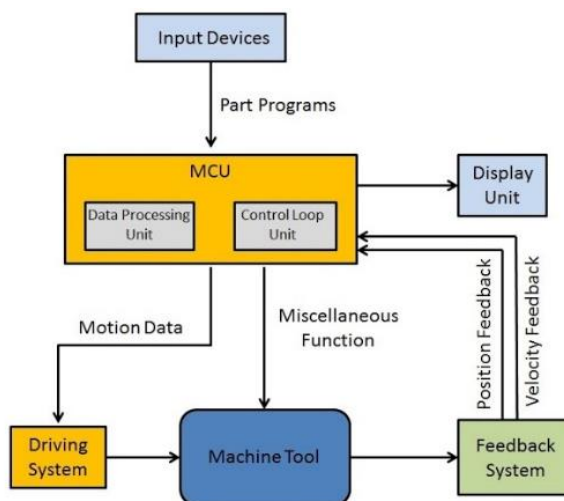 Input Devices
Part Programs
MCU
Data Processing
Unit
Control Loop
Unit
Display
Unit
Motion Data
Miscellaneous
Function
Position Feedback
Velocity Feedback
Driving
System
Machine Tool
Feedback
System